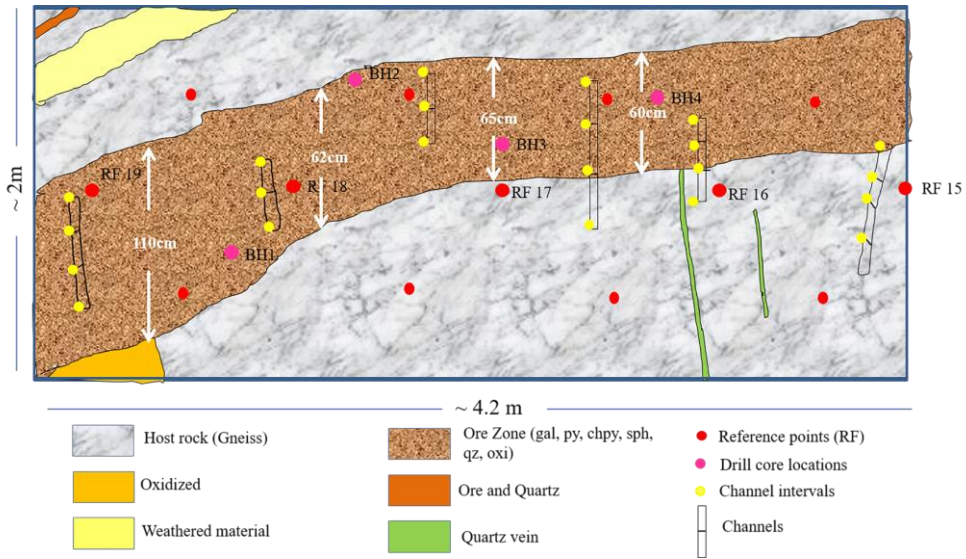 BH2
BH4
65cm
60cm
BH3
62cm
RF 19
RF 18
RF 17
RF 16
RF 15
~ 2m
110cm
BH1
~ 4.2 m
Host rock (Gneiss)
Ore Zone (gal, py, chpy, sph,
qz, oxi)
Reference points (RF)
Drill core locations
Oxidized
Ore and Quartz
Channel intervals
Weathered material
Quartz vein
Channels